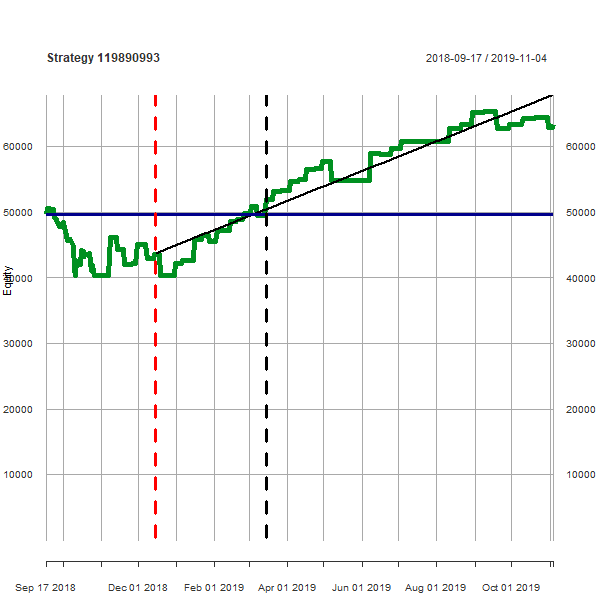 Strategy 119890993
2018-09-17 / 2019-11-04
60000
60000
50000
50000
Equity
40000
40000
30000
30000
20000
20000
10000
10000
Sep 17 2018
Dec 01 2018
Feb 01 2019
Apr 01 2019
Jun 01 2019
Aug 01 2019
Oct 01 2019